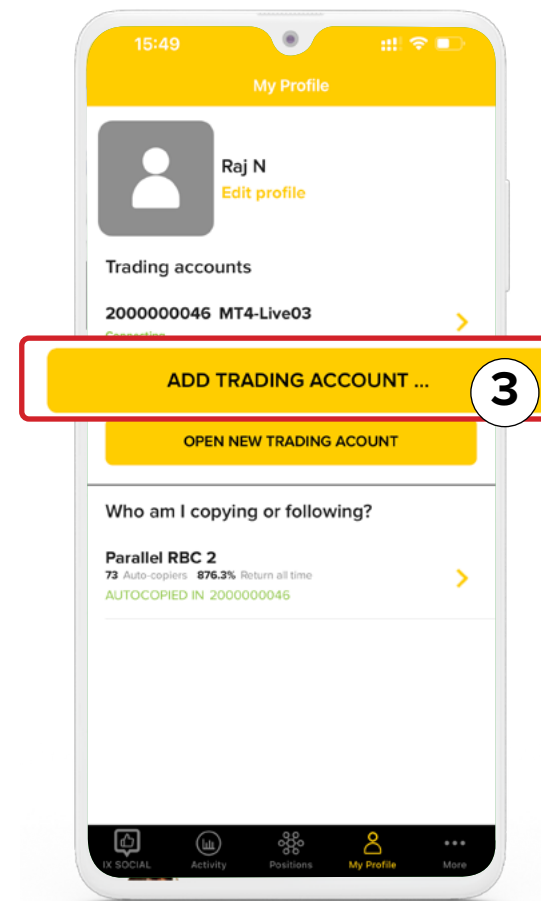 15:49
My Profile
Raj N
Edit profile
Trading accounts
2000000046 MT4-Live03
ADD TRADING ACCOUNT ...
3
OPEN NEW TRADING ACOUNT
Who am I copying or following?
Parallel RBC 2
73 Auto-copiers 876.3% Return all time
AUTOCOPIED IN 2000000046
IX SOCIAL Activity Positions My Profile More